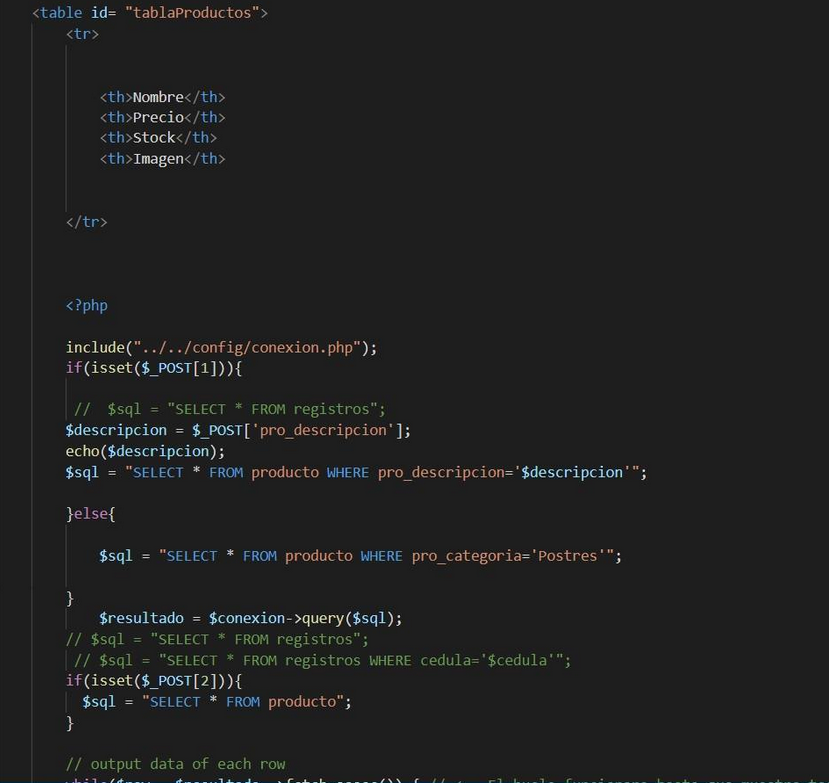 <table id= "tablaProductos">
<tr>
<th>Nombre</th>
<th>Precio</th>
<th>Stock</th>
<th>Imagen</th>
</tr>
<?php
include("../../config/conexion.php");
if(isset($_POST[1])){
//  $sql = "SELECT * FROM registros";
$descripcion = $_POST['pro_descripcion'];
echo($descripcion);
$sql = "SELECT * FROM producto WHERE pro_descripcion='$descripcion'";
}else{
$sql = "SELECT * FROM producto WHERE pro_categoria='Postres'";
}
$resultado = $conexion->query($sql);
// $sql = "SELECT * FROM registros";
// $sql = "SELECT * FROM registros WHERE cedula='$cedula'";
if(isset($_POST[2])){
$sql = "SELECT * FROM producto";
}
// output data of each row